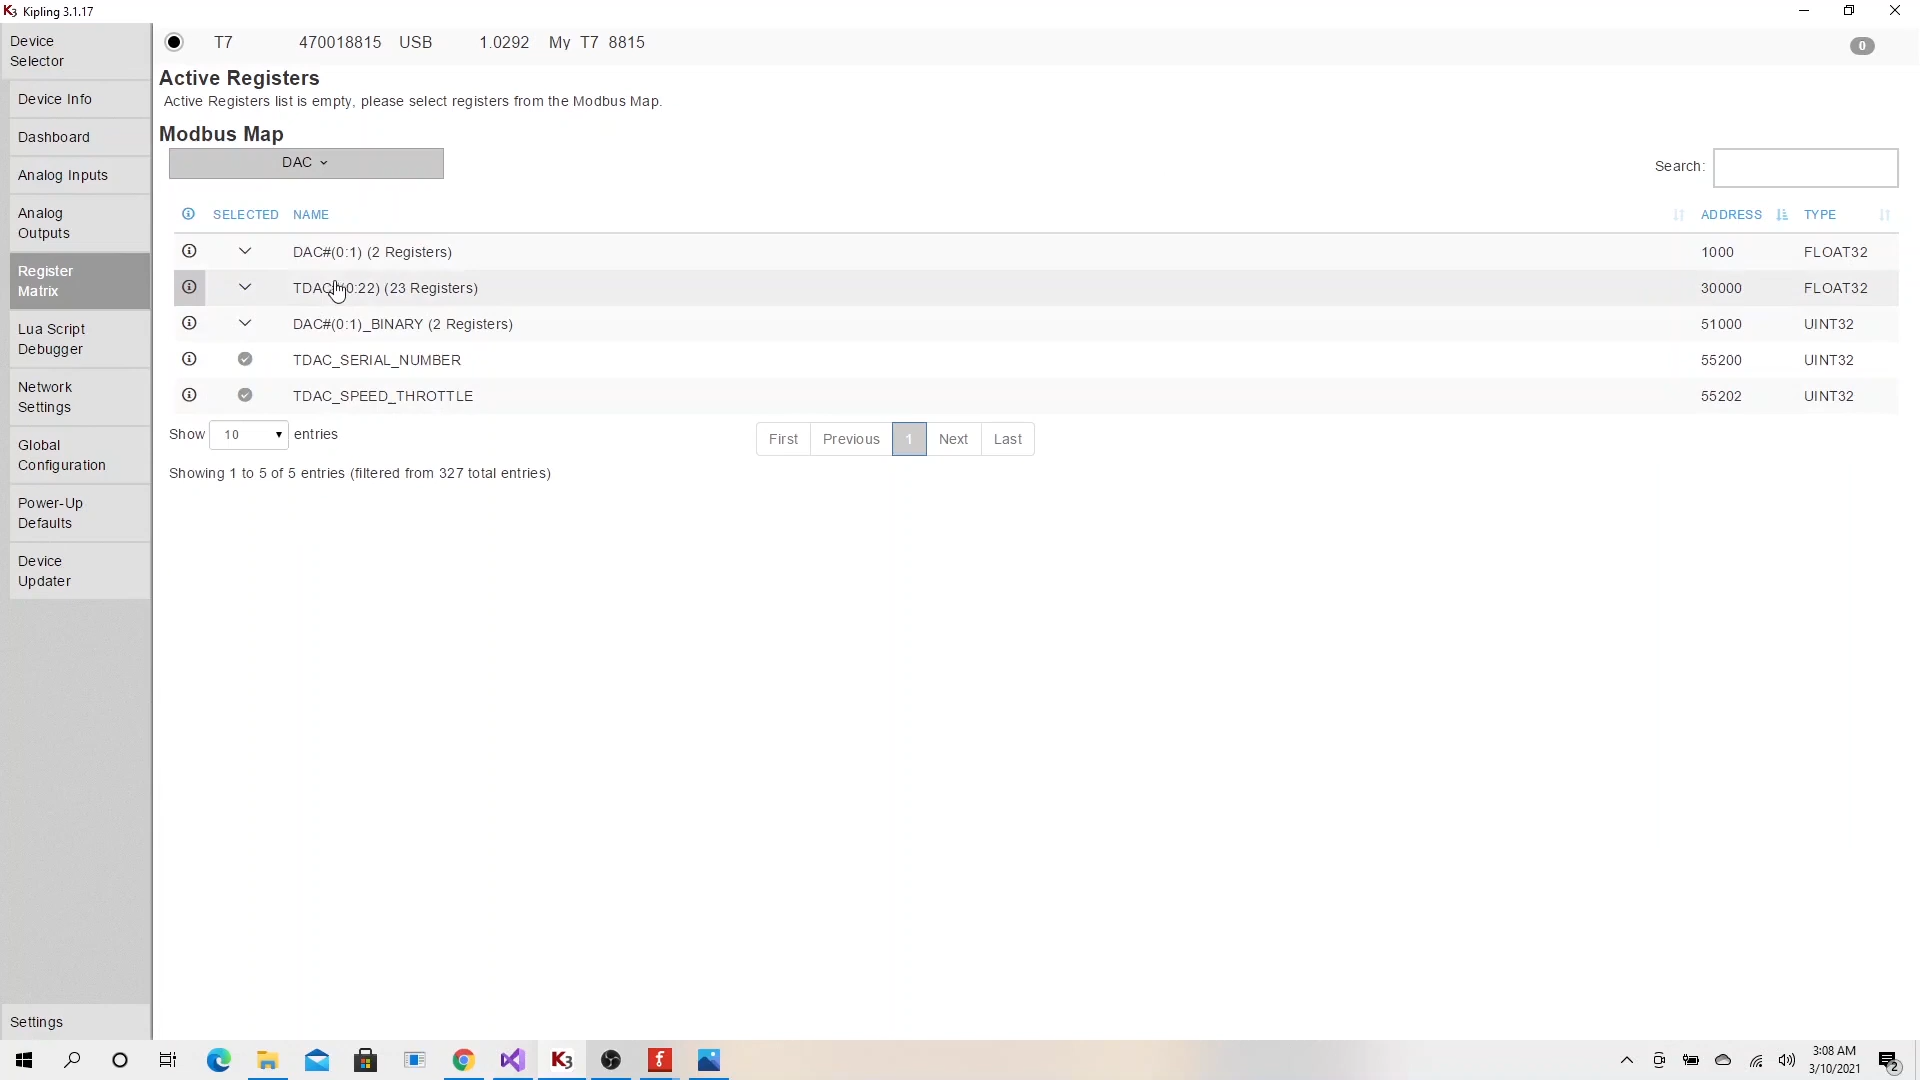 K3 Kipling 3.1.17
Device Selector
Device Info
Dashboard
Analog Inputs
Analog Outputs
Register Matrix
Lua Script Debugger
Network Settings
Global Configuration
Power-Up Defaults
Device Updater
Settings
T7 470018815 USB 1.0292 My T7 8815
0
Active Registers
Active Registers list is empty, please select registers from the Modbus Map.
Modbus Map
DAC
Search:
SELECTED NAME ADDRESS TYPE
DAC#(0:1) (2 Registers) 1000 FLOAT32
0:22) (23 Registers) 30000 FLOAT32
DAC#(0:1)_BINARY (2 Registers) 51000 UINT32
TDAC_SERIAL_NUMBER 55200 UINT32
TDAC_SPEED_THROTTLE 55202 UINT32
Show 10 entries
First Previous 1 Next Last
Showing 1 to 5 of 5 entries (filtered from 327 total entries)
K3
3:08 AM
3/10/2021
2